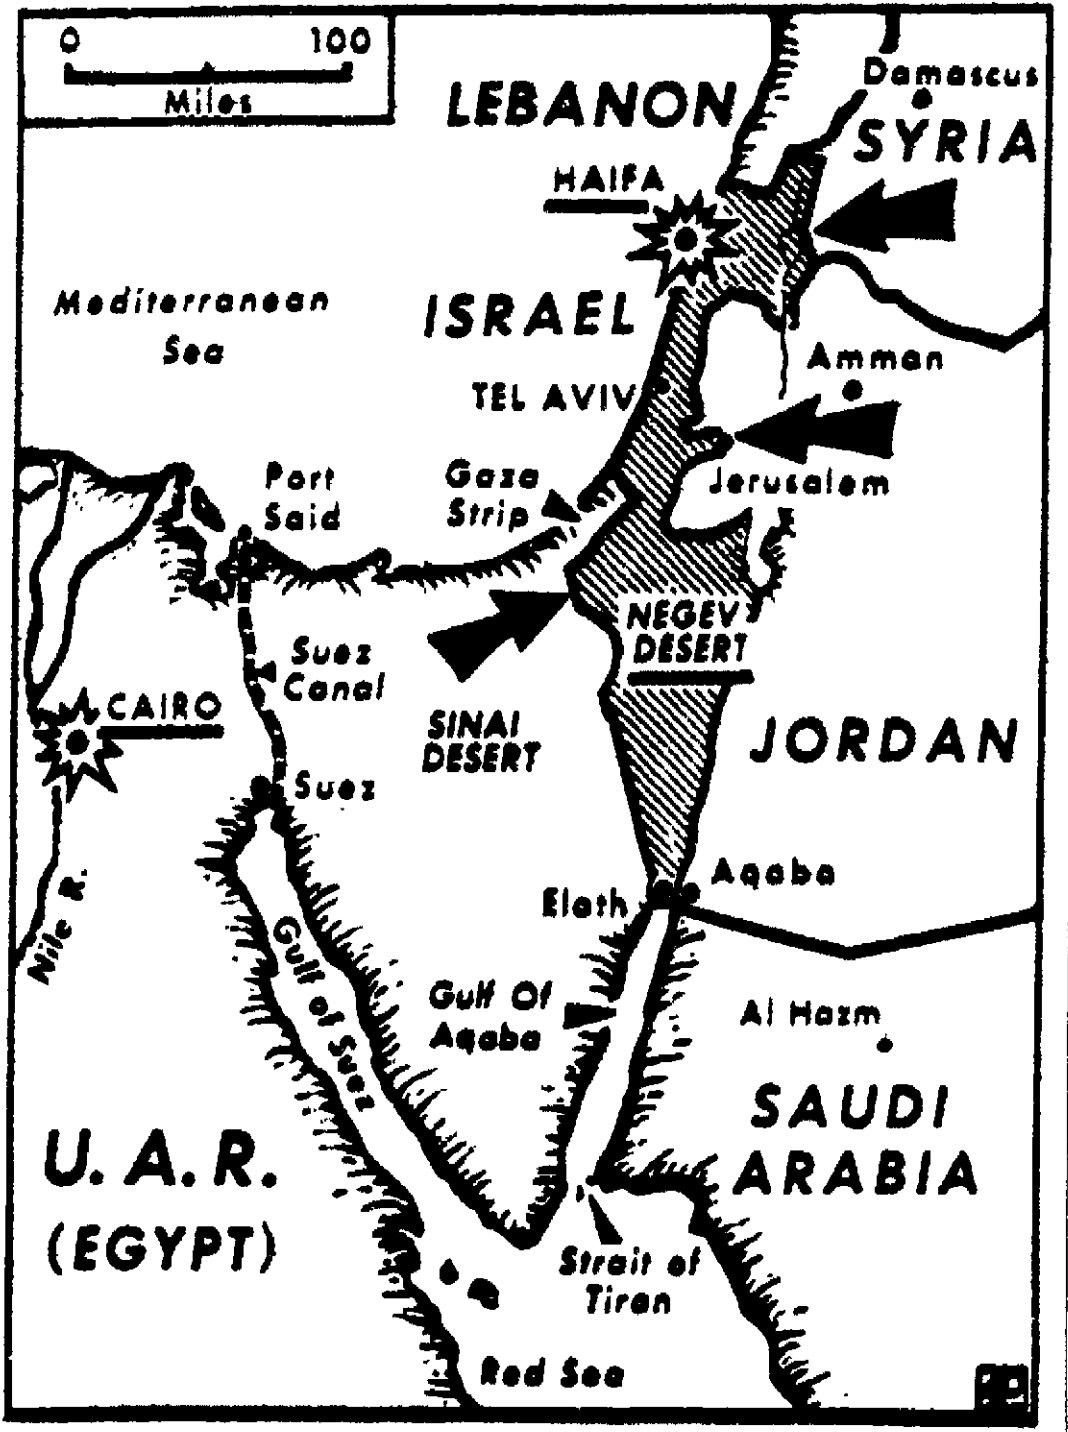 0 100
Miles
LEBANON
Damascus
SYRIA
HAIFA
Mediterranean
Sea
ISRAEL
Amman
TEL AVIV
Port
Said
Gaza
Strip
Jerusalem
NEGEV
DESERT
Suez
Canal
CAIRO
SINAI
DESERT
JORDAN
Suez
Aqaba
Elath
Nile R.
Gulf of Suez
Gulf Of
Aqaba
Al Hazm
SAUDI
ARABIA
U. A. R.
(EGYPT)
Strait of
Tiran
Red Sea